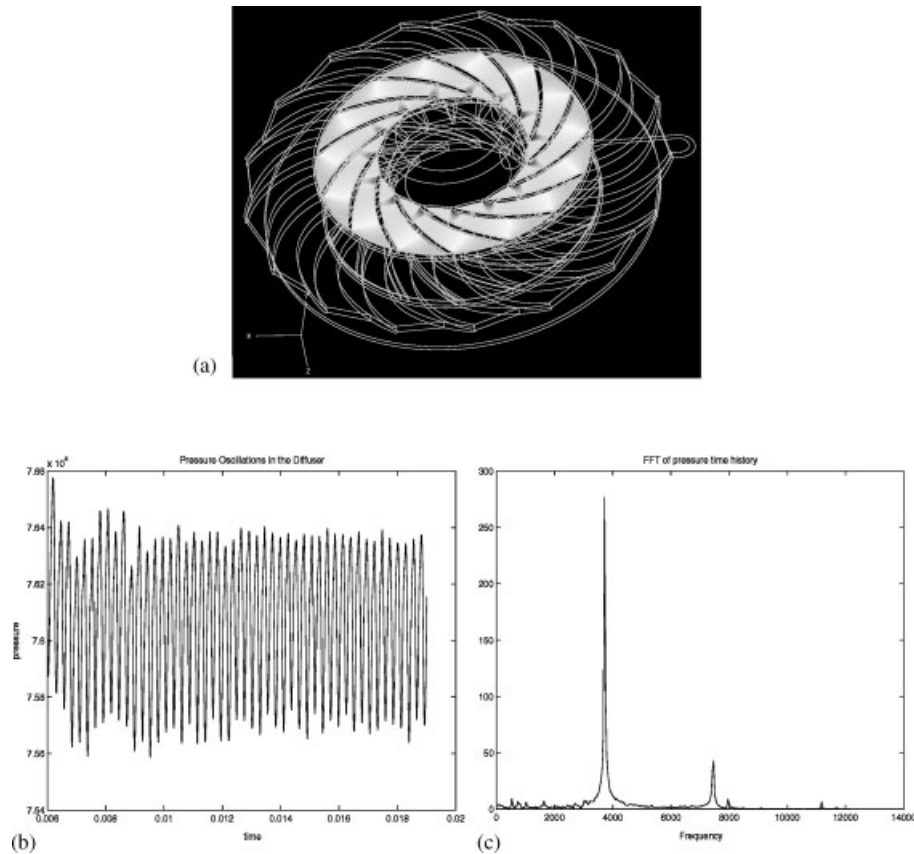 x
z
(a)
x 10⁴
Pressure Oscillations in the Diffuser
7.66
7.64
7.62
7.6
7.58
7.56
7.54
pressure
0.006
0.008
0.01
0.012
0.014
0.016
0.018
0.02
time
(b)
FFT of pressure time history
300
250
200
150
100
50
0
0
2000
4000
6000
8000
10000
12000
14000
Frequency
(c)